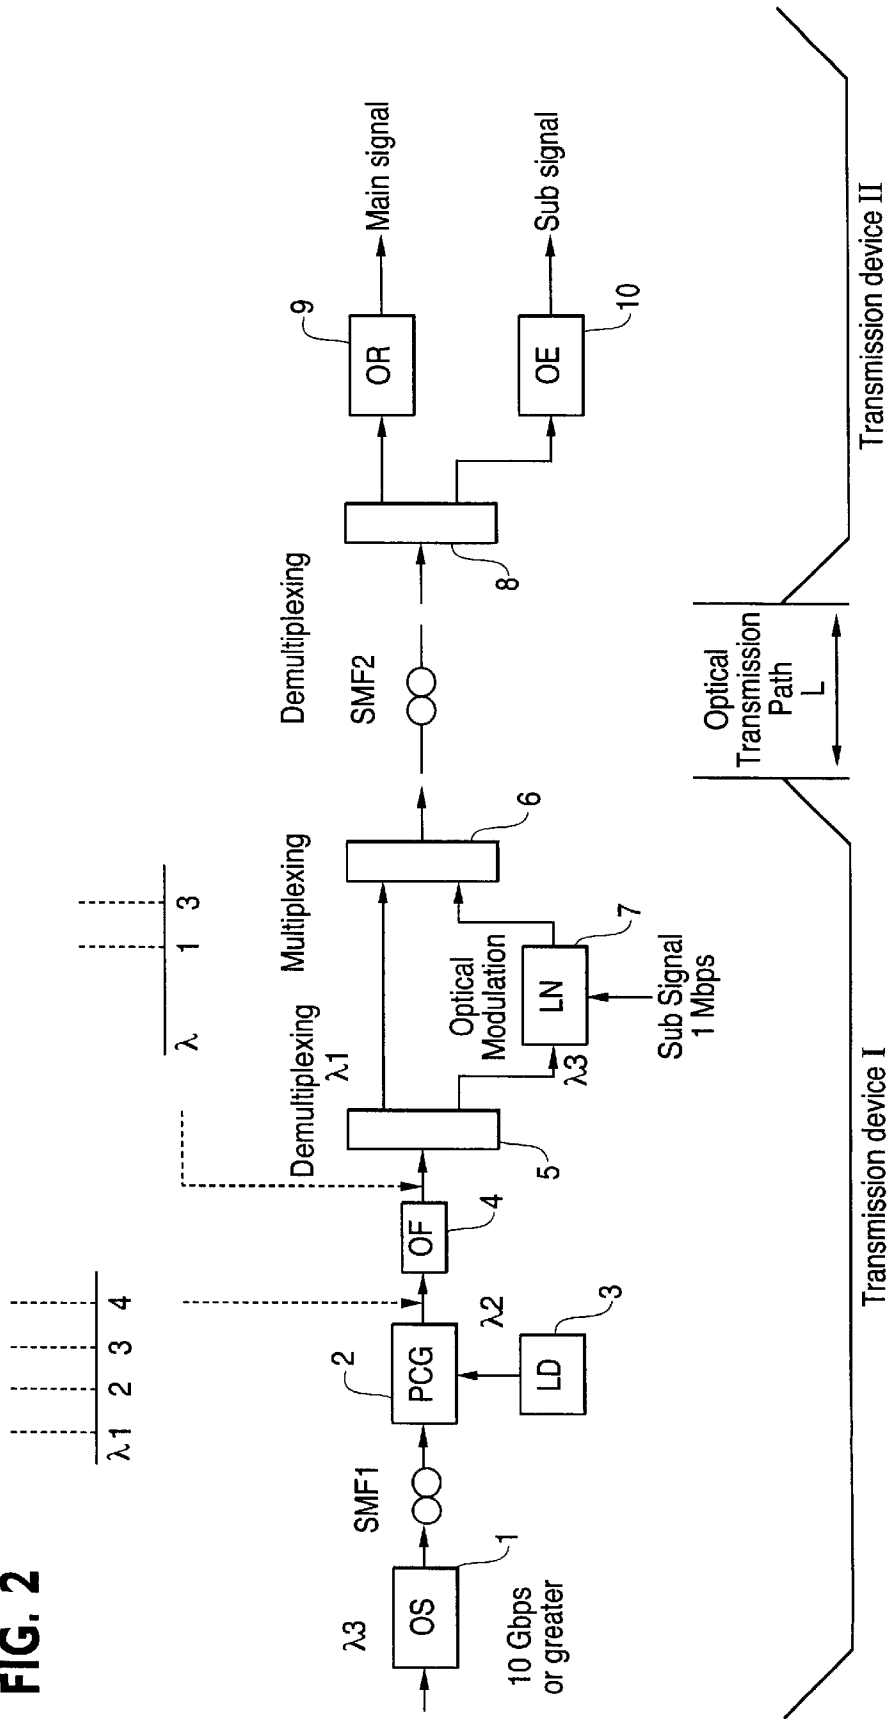 FIG. 2
λ1 2 3 4
λ 1 3
λ3
OS
1
10 Gbps
or greater
SMF1
2
PCG
λ2
LD
3
OF
4
Demultiplexing
λ1
5
λ3
Optical
Modulation
LN
7
Sub Signal
1 Mbps
Multiplexing
6
SMF2
Demultiplexing
8
9
OR
Main signal
OE
10
Sub signal
Transmission device I
Optical
Transmission
Path
L
Transmission device II